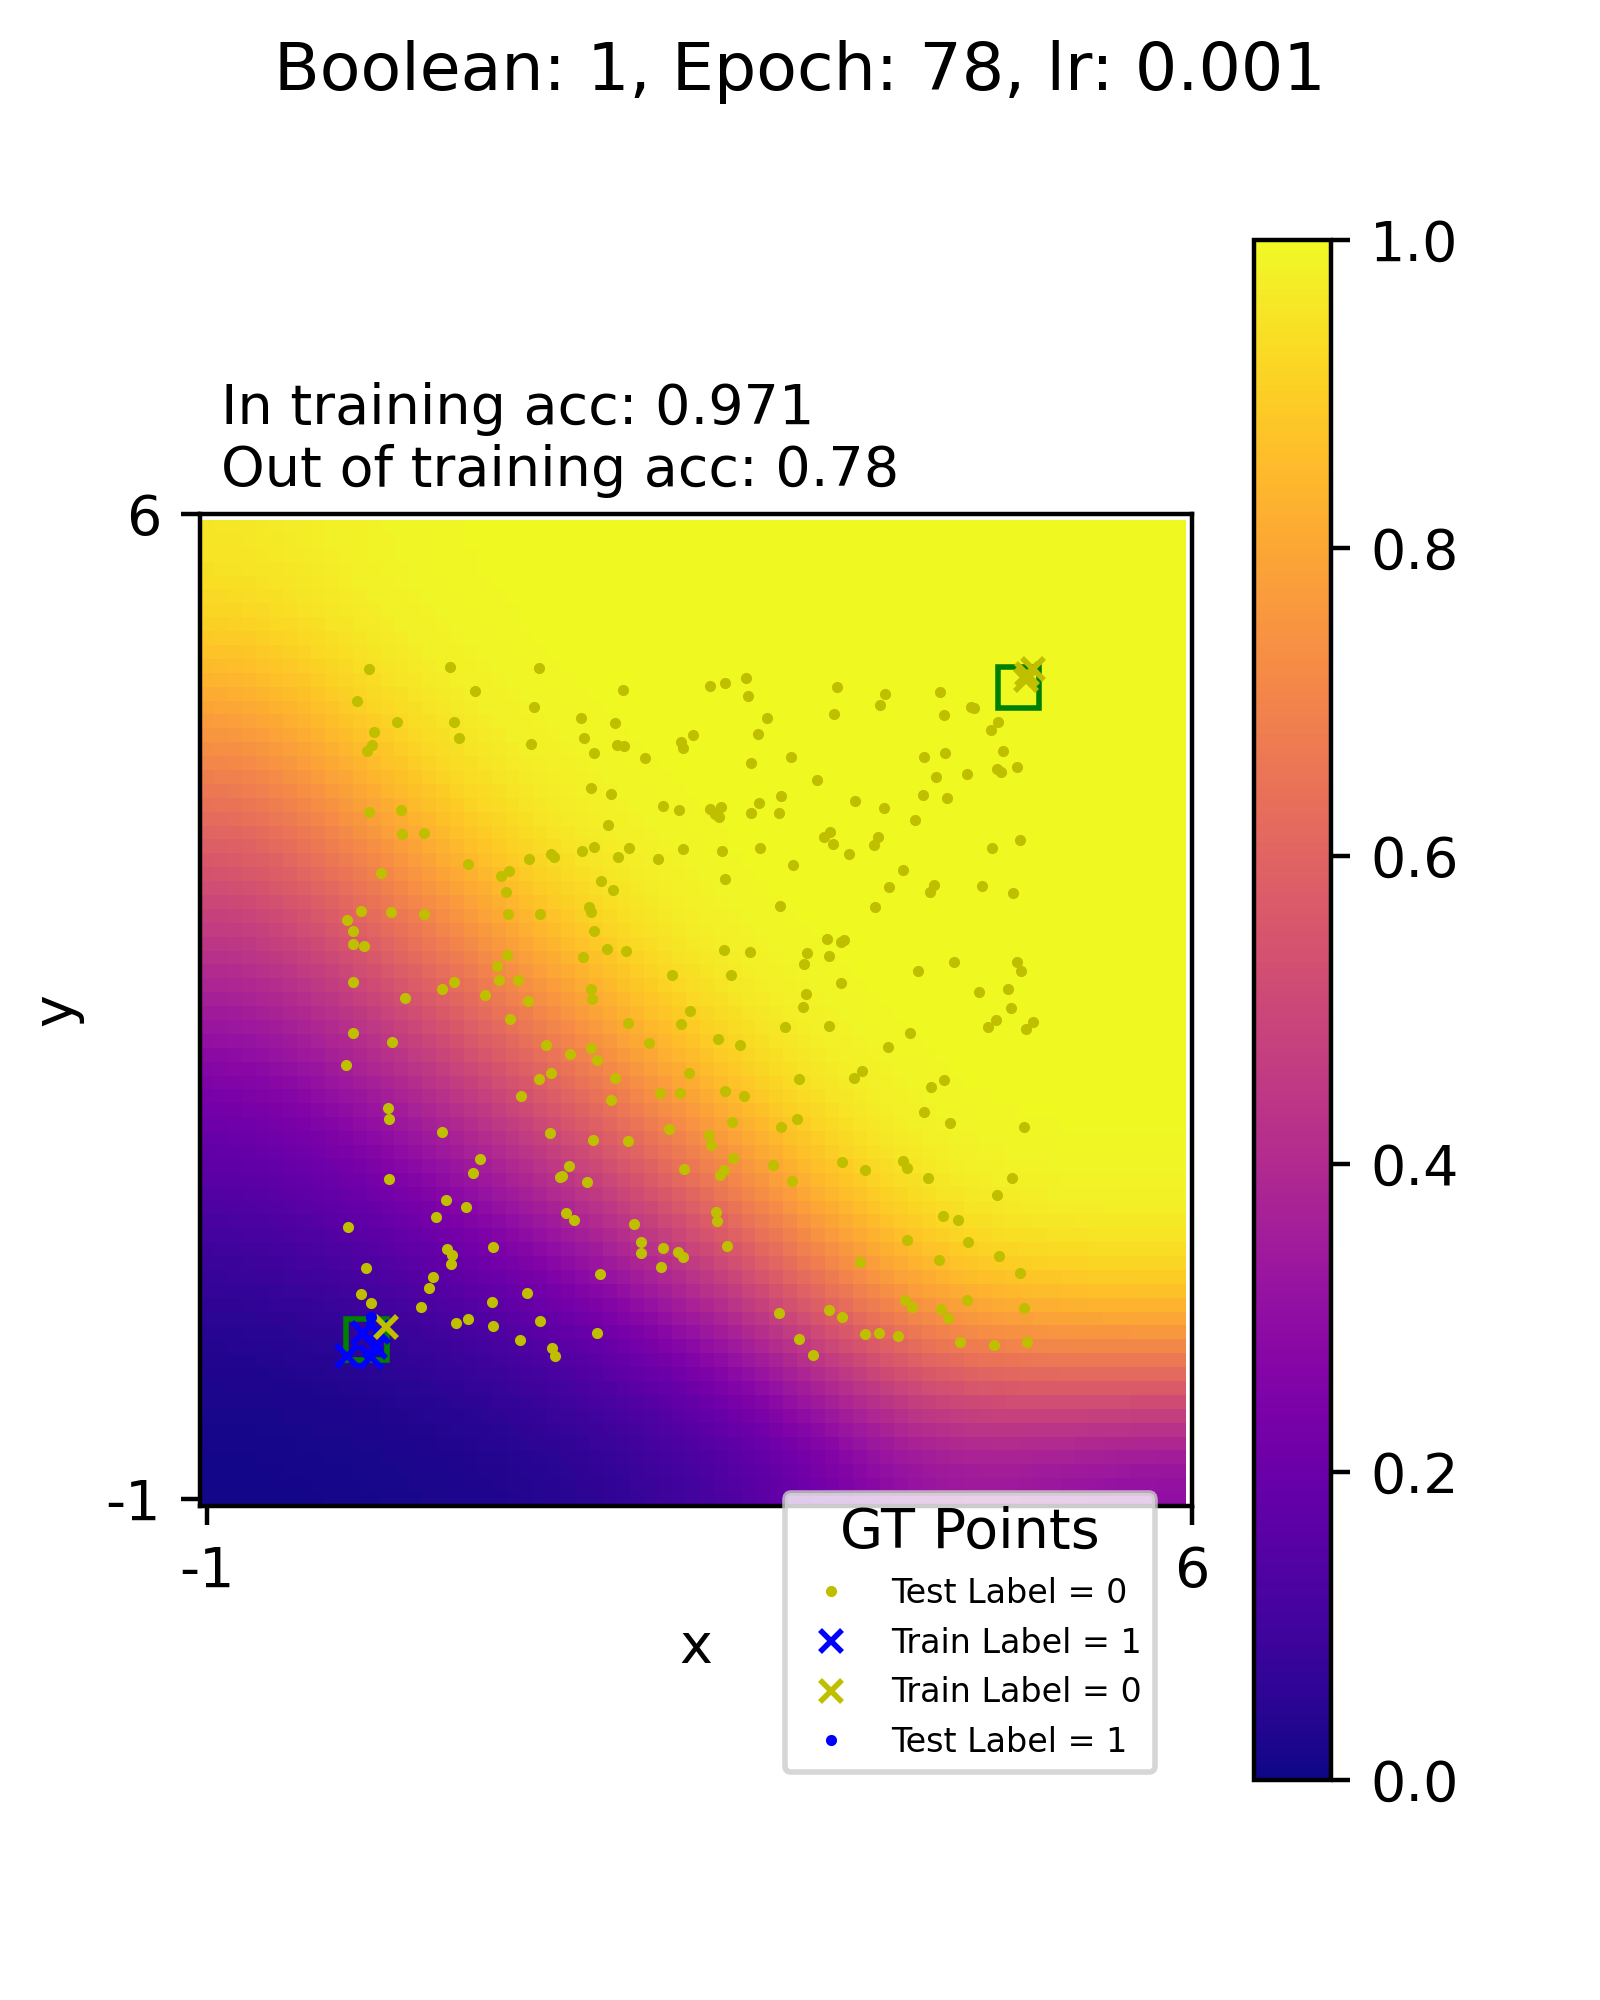 Boolean: 1, Epoch: 78, lr: 0.001
In training acc: 0.971
Out of training acc: 0.78
6
-1
y
-1
6
x
GT Points
Test Label = 0
Train Label = 1
Train Label = 0
Test Label = 1
1.0
0.8
0.6
0.4
0.2
0.0